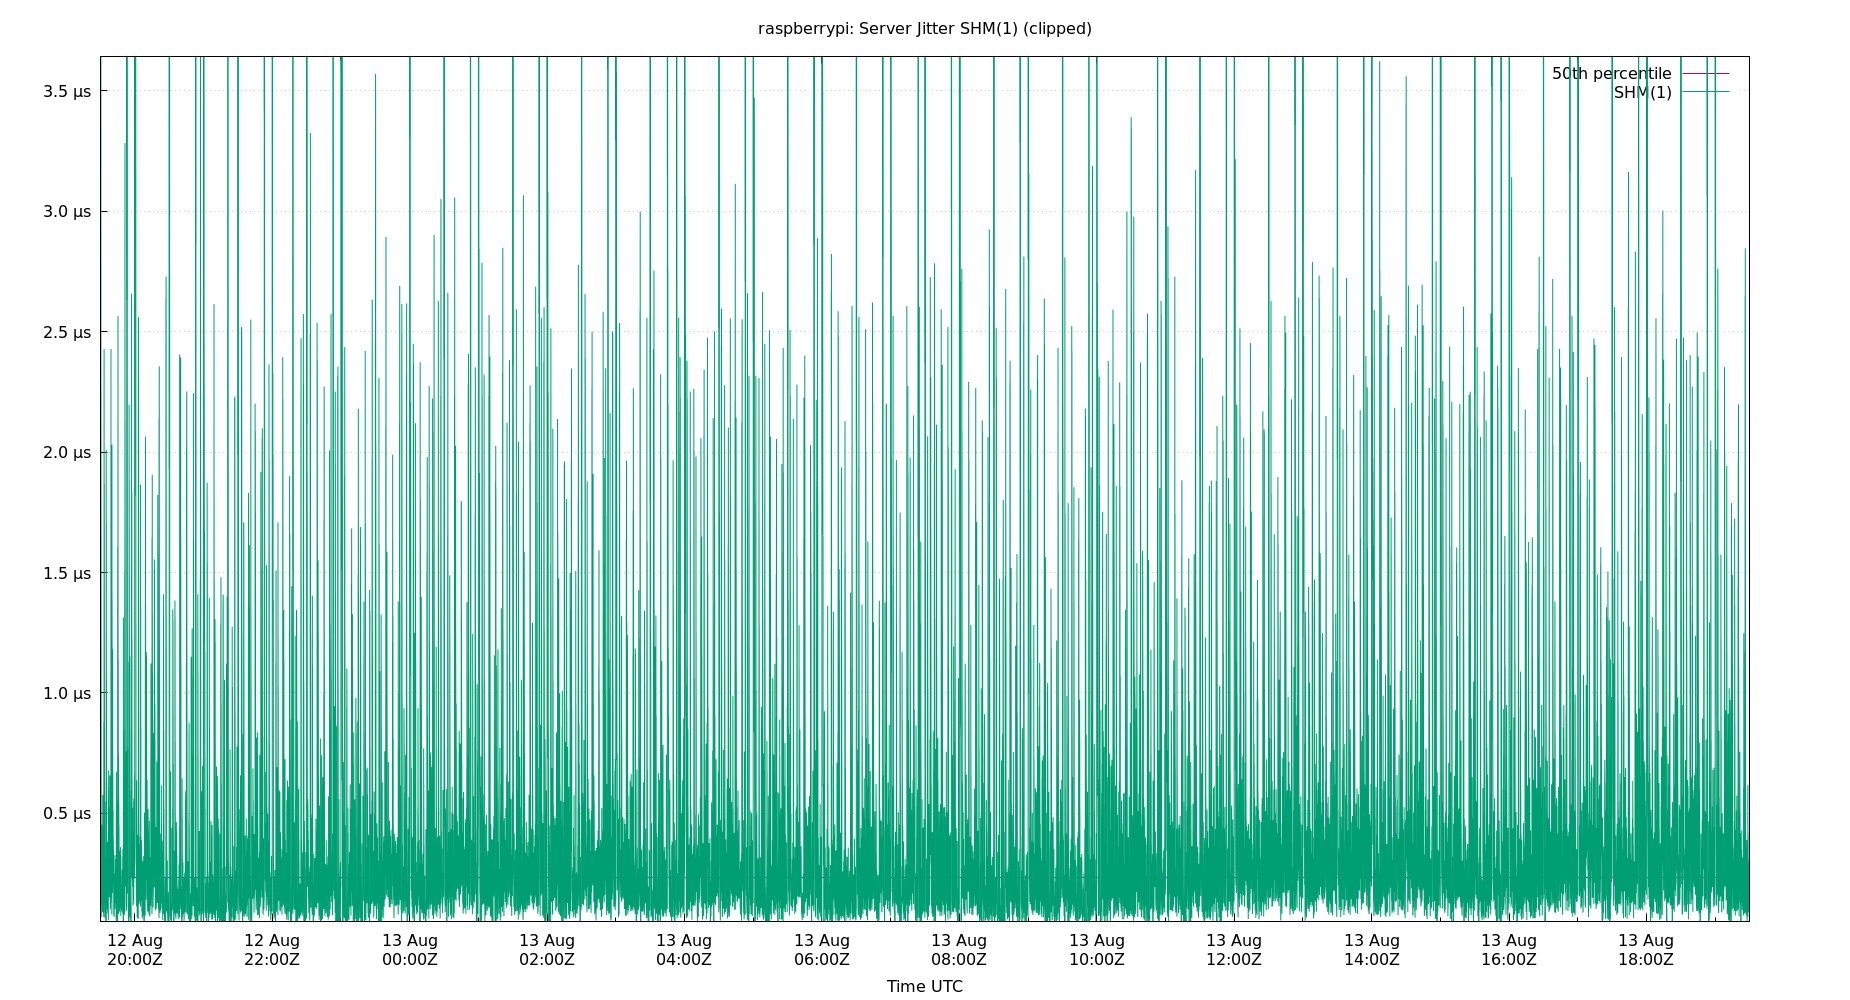 raspberrypi: Server Jitter SHM(1) (clipped)
50th percentile
SHM(1)
3.5 µs
3.0 µs
2.5 µs
2.0 µs
1.5 µs
1.0 µs
0.5 µs
12 Aug 12 Aug 13 Aug 13 Aug 13 Aug 13 Aug 13 Aug 13 Aug 13 Aug 13 Aug 13 Aug 13 Aug
20:00Z 22:00Z 00:00Z 02:00Z 04:00Z 06:00Z 08:00Z 10:00Z 12:00Z 14:00Z 16:00Z 18:00Z
Time UTC